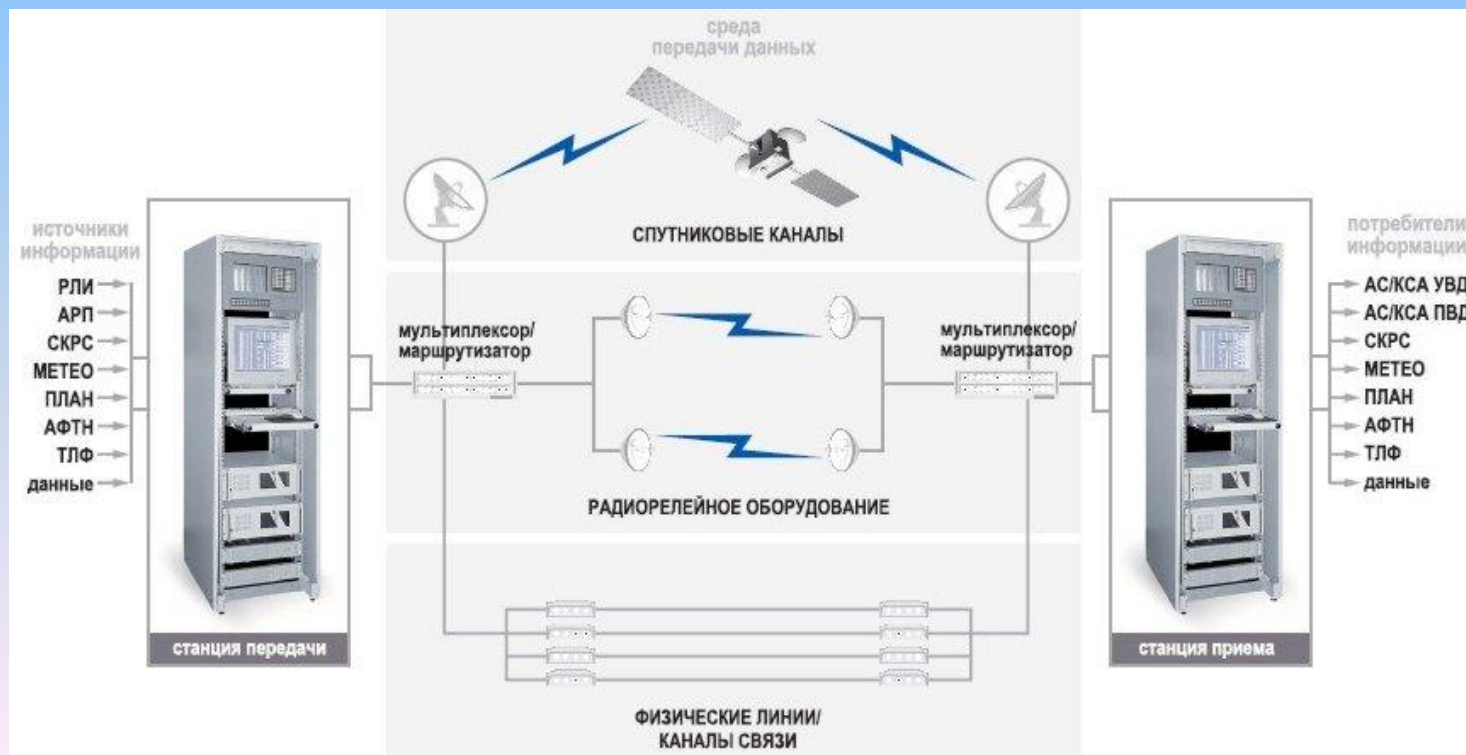 среда
передачи данных
СПУТНИКОВЫЕ КАНАЛЫ
источники
информации
РЛИ
АРП
СКРС
МЕТЕО
ПЛАН
АФТН
ТЛФ
данные
станция передачи
мультиплексор/
маршрутизатор
РАДИОРЕЛЕЙНОЕ ОБОРУДОВАНИЕ
ФИЗИЧЕСКИЕ ЛИНИИ/
КАНАЛЫ СВЯЗИ
мультиплексор/
маршрутизатор
станция приема
потребители
информации
АС/КСА УВД
АС/КСА ПВД
СКРС
МЕТЕО
ПЛАН
АФТН
ТЛФ
данные